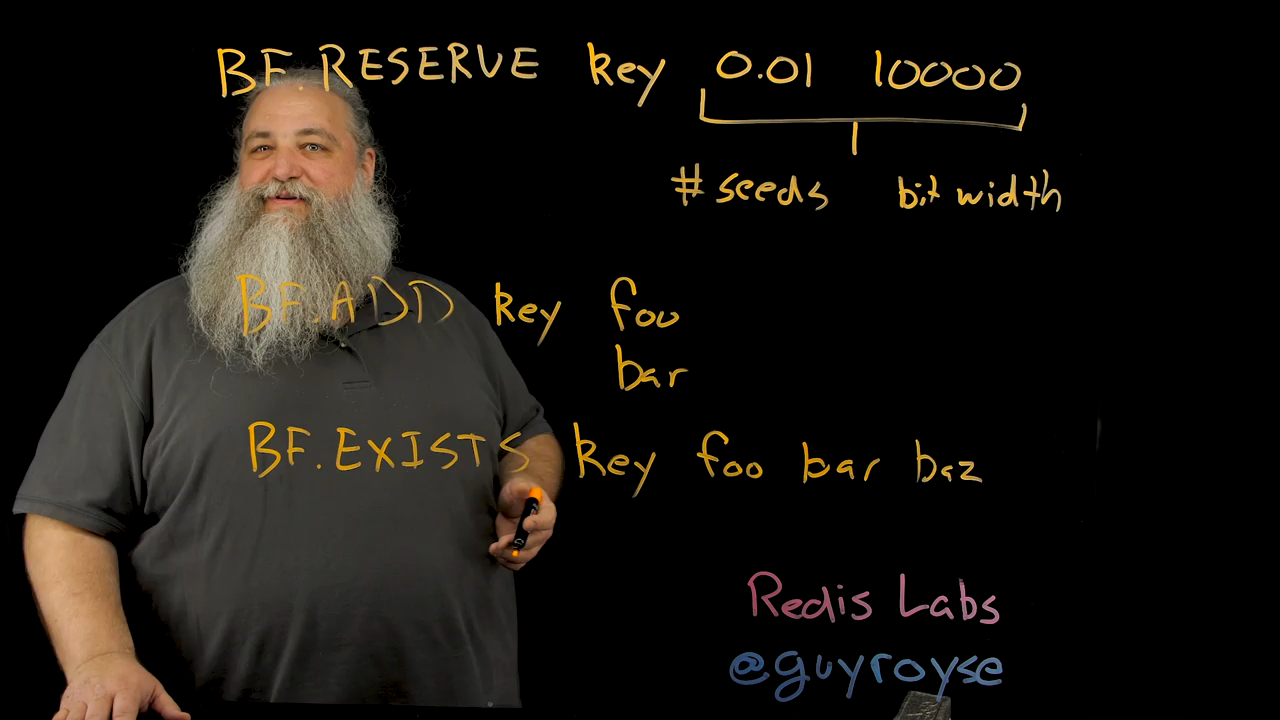 BF.RESERVE key 0.01 10000
# seeds bit width
BF.ADD key foo
bar
BF.EXISTS key foo bar baz
Redis Labs
@guyroyse